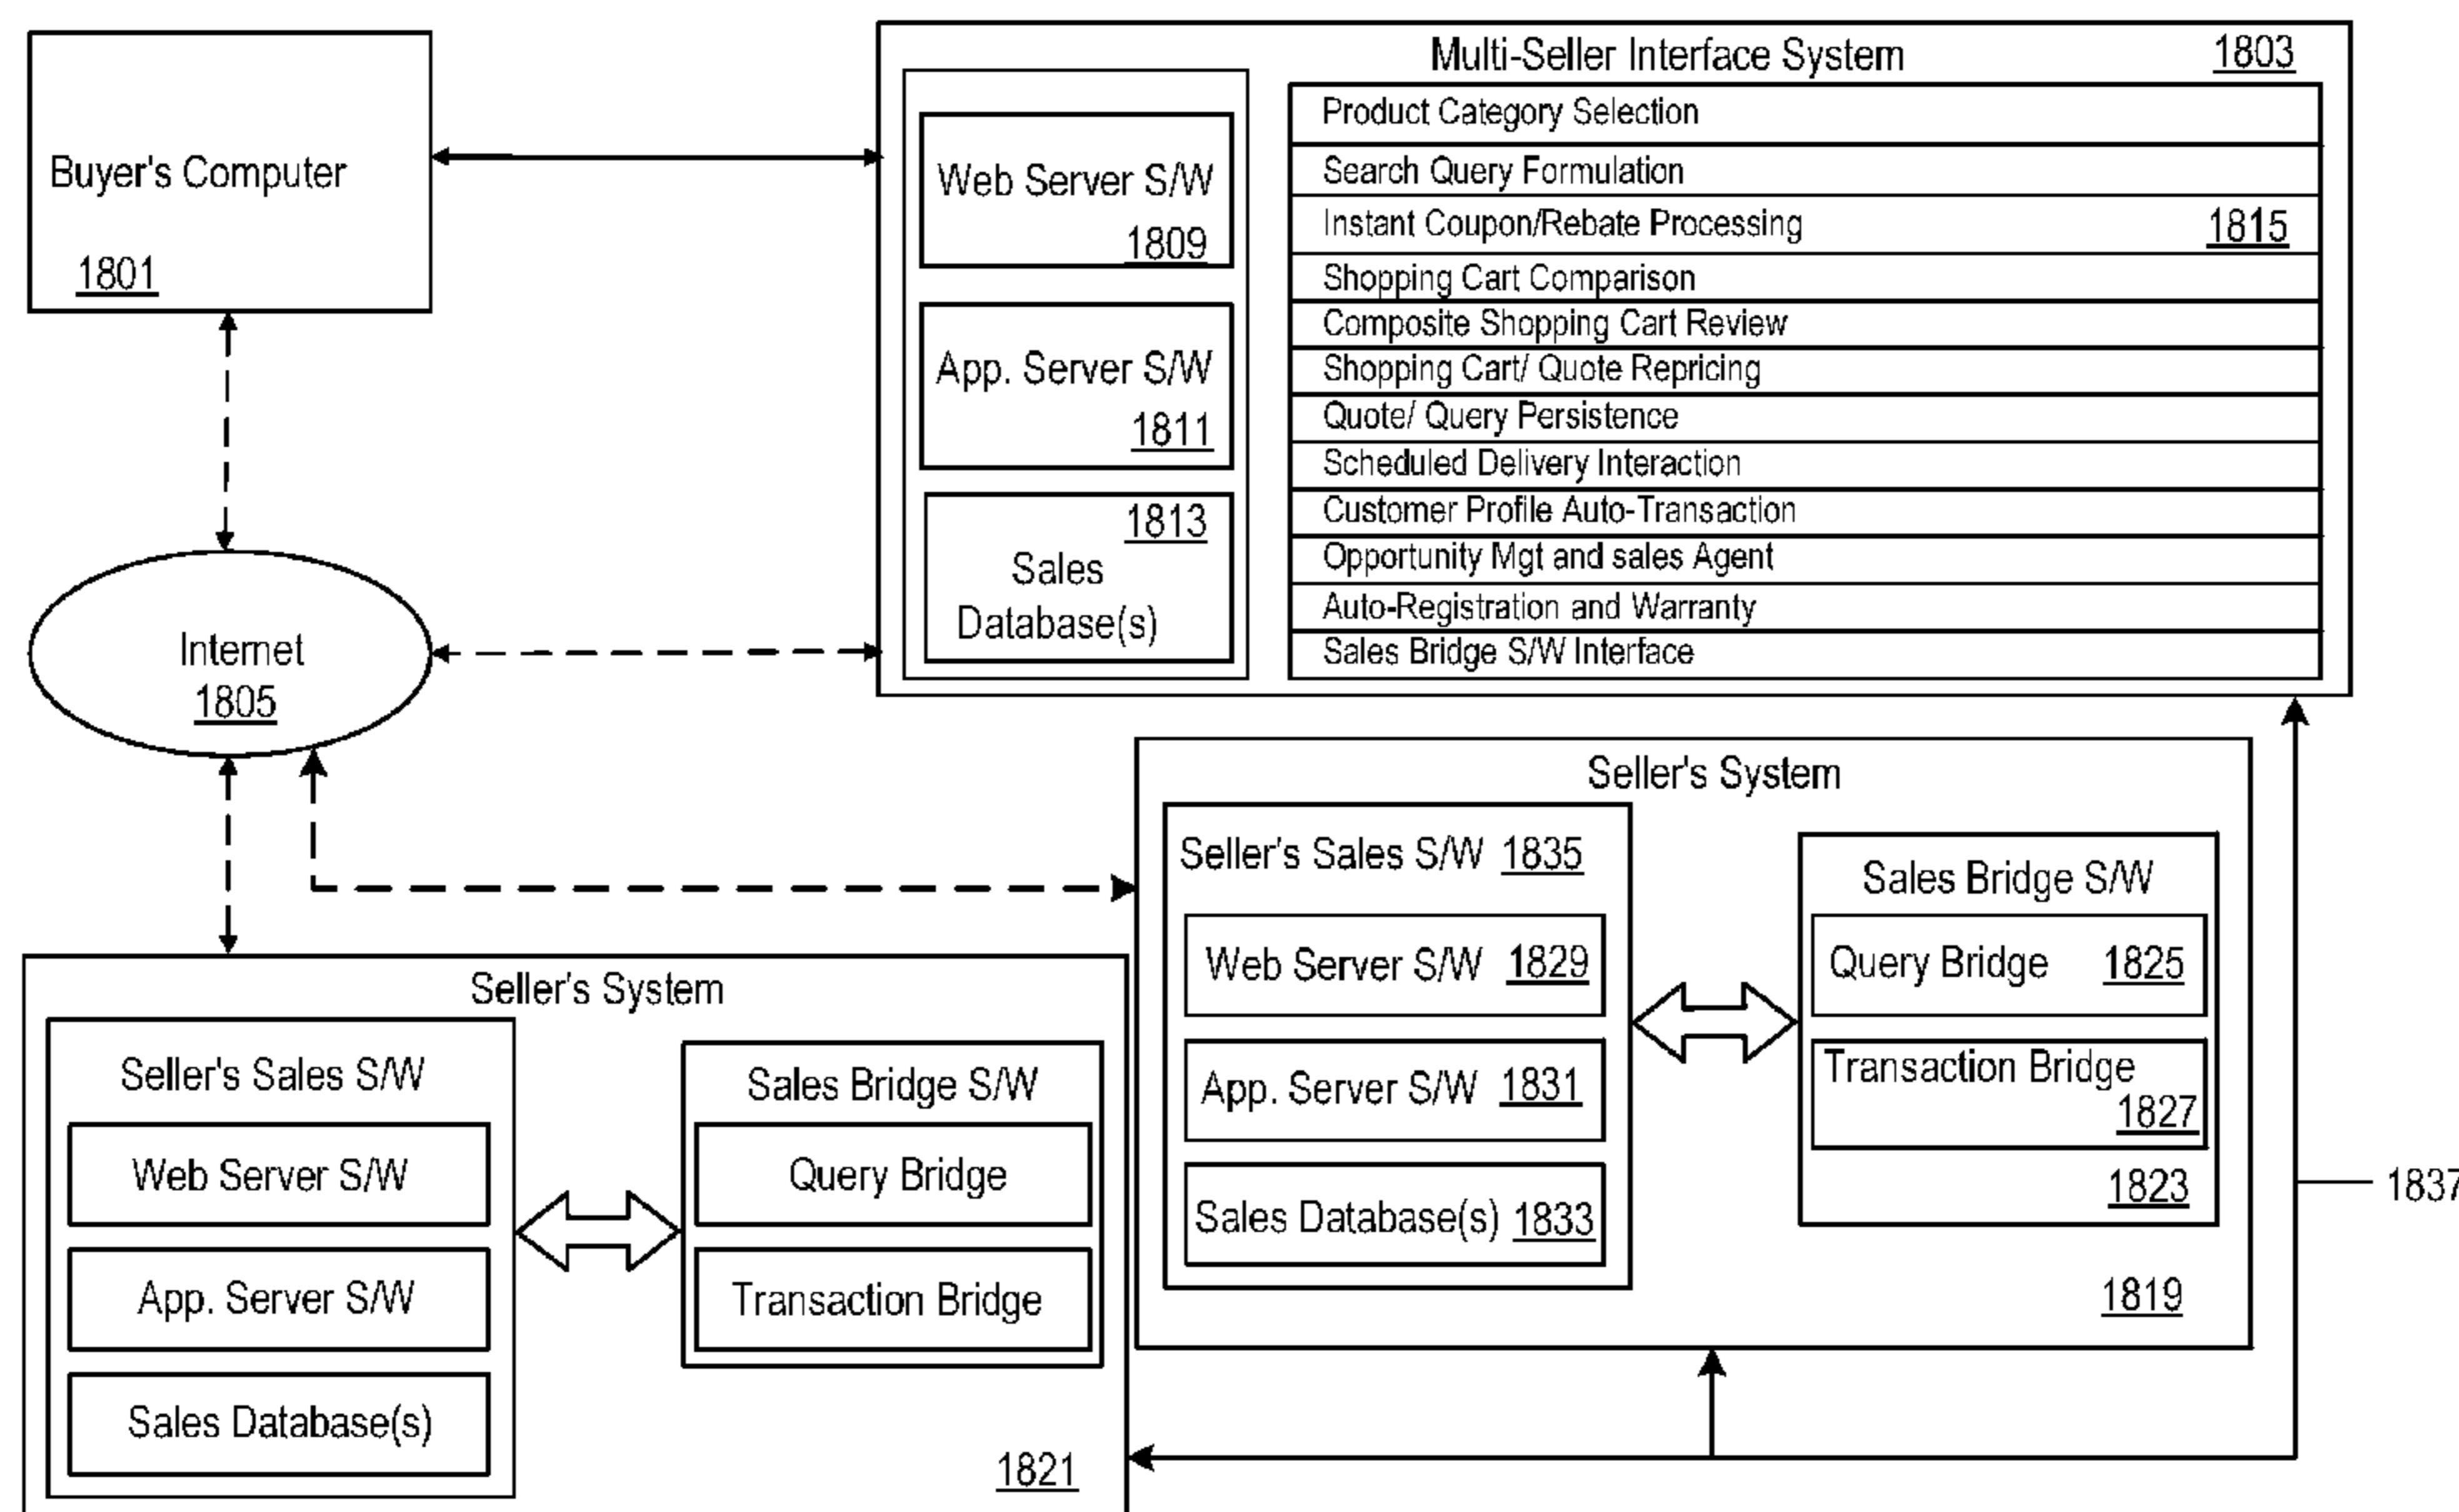 Buyer's Computer
1801
Multi-Seller Interface System 1803
Web Server S/W
1809
App. Server S/W
1811
1813
Sales
Database(s)
Product Category Selection
Search Query Formulation
Instant Coupon/Rebate Processing 1815
Shopping Cart Comparison
Composite Shopping Cart Review
Shopping Cart/ Quote Repricing
Quote/ Query Persistence
Scheduled Delivery Interaction
Customer Profile Auto-Transaction
Opportunity Mgt and sales Agent
Auto-Registration and Warranty
Sales Bridge S/W Interface
Internet
1805
Seller's System
Seller's Sales S/W 1835
Web Server S/W 1829
App. Server S/W 1831
Sales Database(s) 1833
Sales Bridge S/W
Query Bridge 1825
Transaction Bridge
1827
1823
1819
1837
Seller's System
Seller's Sales S/W
Web Server S/W
App. Server S/W
Sales Database(s)
Sales Bridge S/W
Query Bridge
Transaction Bridge
1821